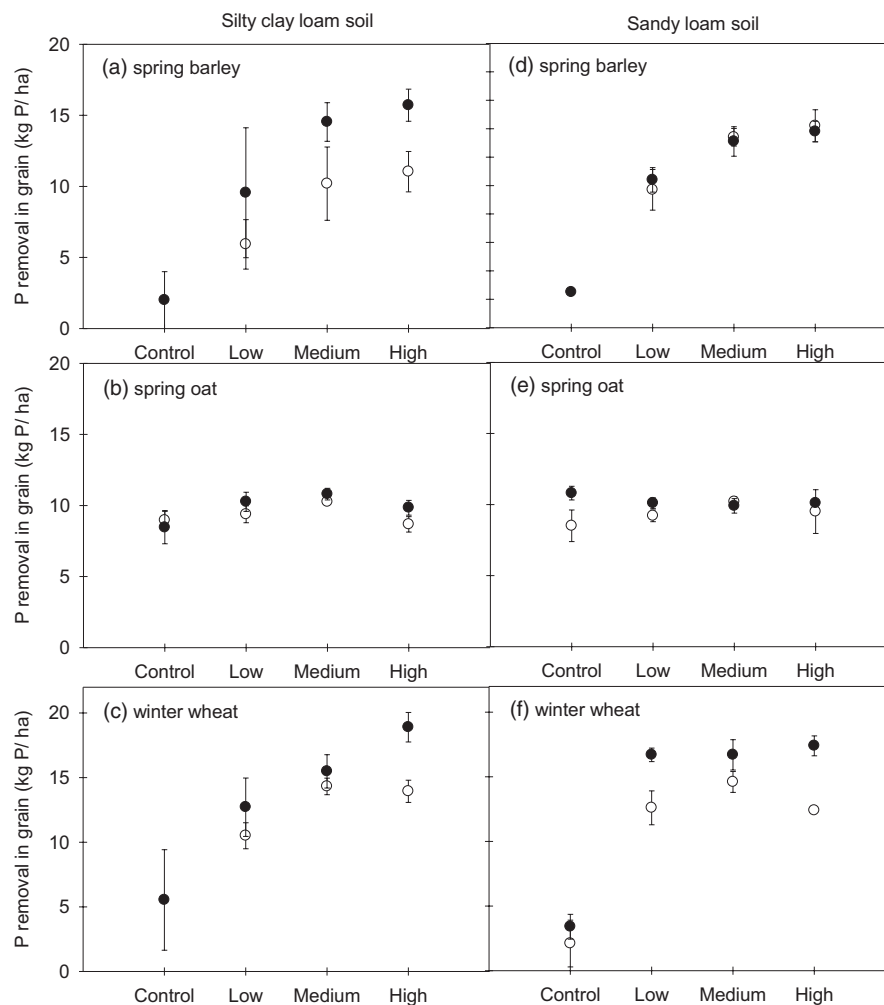 Silty clay loam soil
Sandy loam soil
P removal in grain (kg P/ ha)
20
15
10
5
0
(a) spring barley
Control Low Medium High
(d) spring barley
Control Low Medium High
P removal in grain (kg P/ ha)
20
15
10
5
0
(b) spring oat
Control Low Medium High
(e) spring oat
Control Low Medium High
P removal in grain (kg P/ ha)
20
15
10
5
0
(c) winter wheat
Control Low Medium High
(f) winter wheat
Control Low Medium High